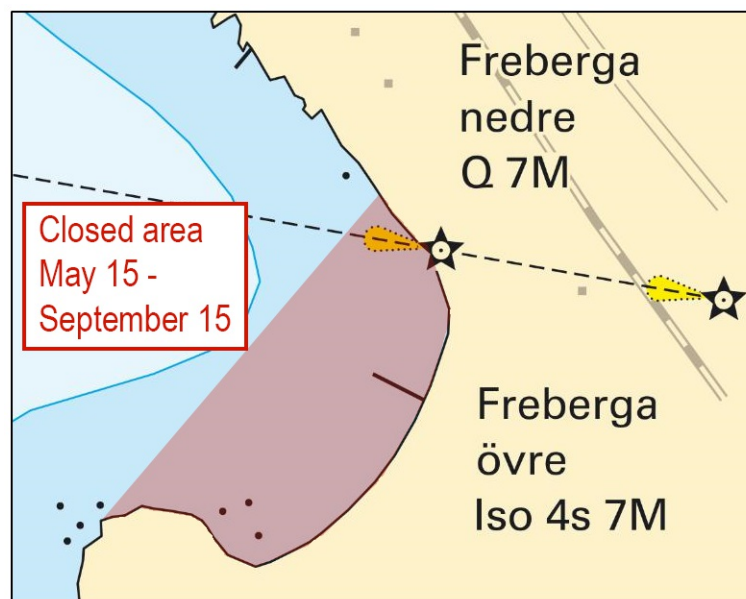 Freberga
nedre
Q 7M
Closed area
May 15 -
September 15
Freberga
övre
Iso 4s 7M